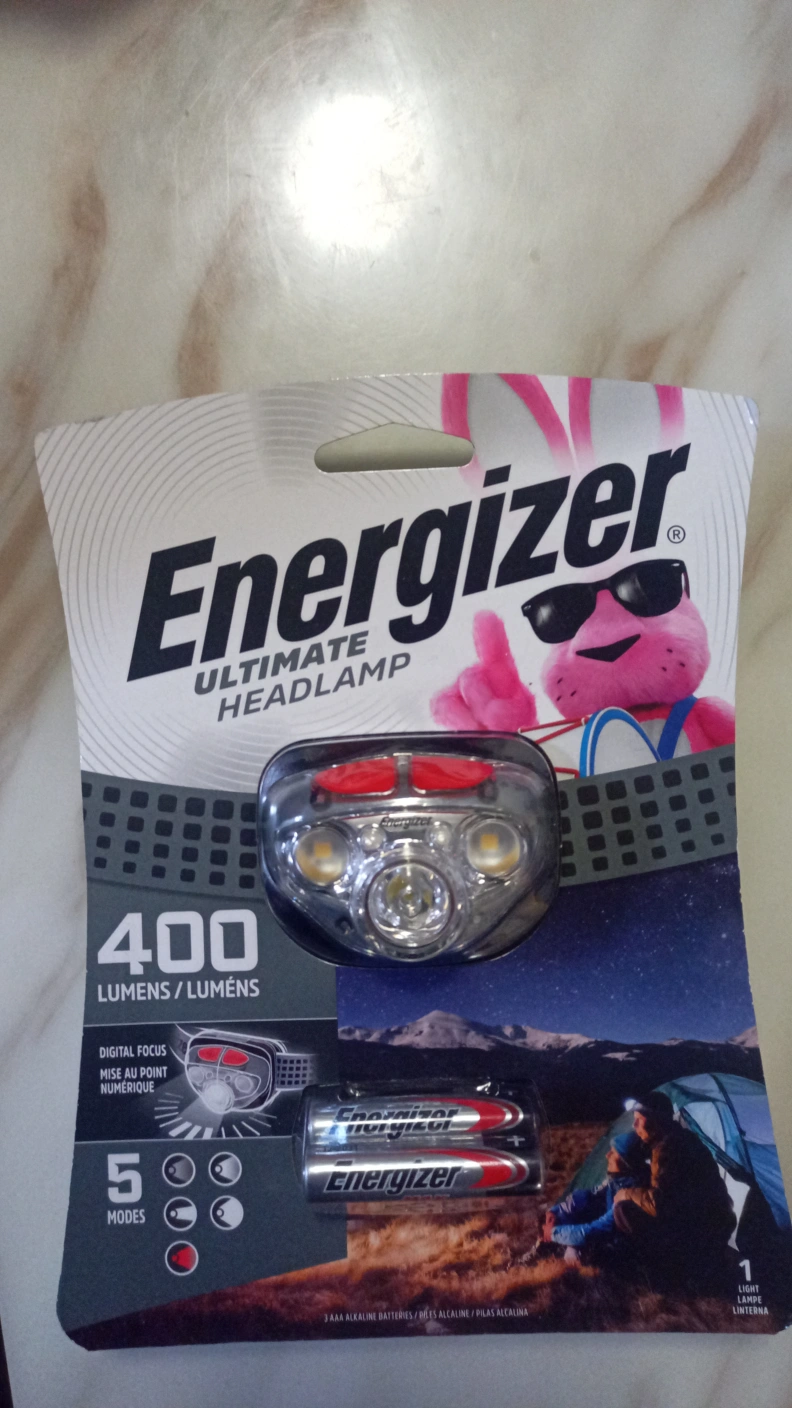 Energizer®
ULTIMATE
HEADLAMP
Energizer
400
LUMENS / LUMÉNS
DIGITAL FOCUS
MISE AU POINT
NUMÉRIQUE
Energizer
+
Energizer
5
MODES
1
LIGHT
LAMPE
LINTERNA
3 AAA ALKALINE BATTERIES / PILES ALCALINE / PILAS ALCALINA